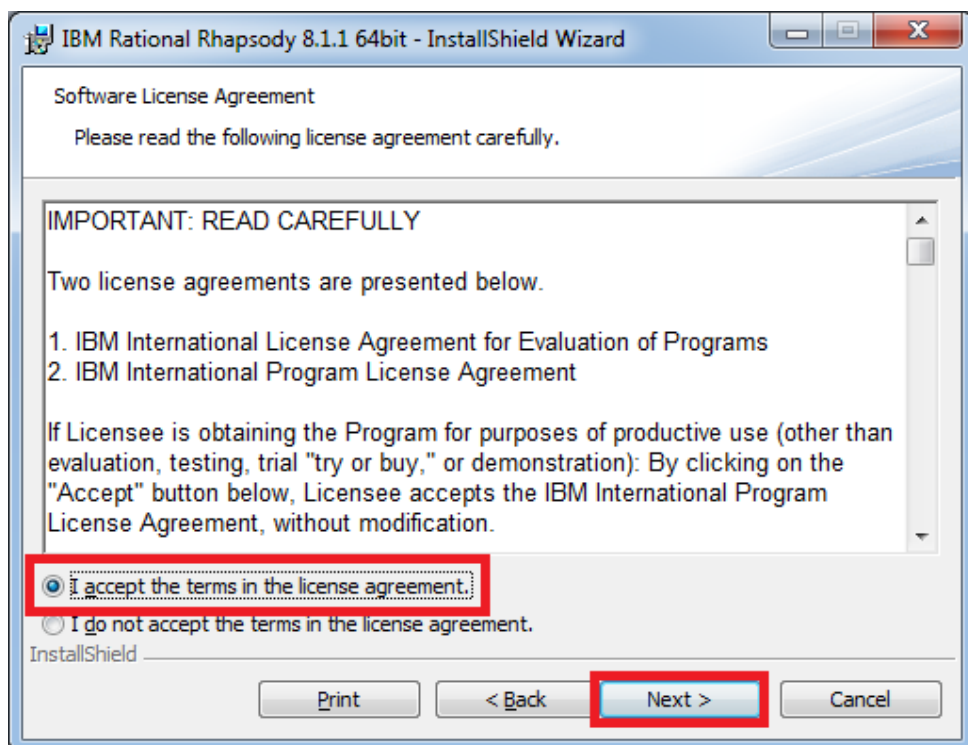 IBM Rational Rhapsody 8.1.1 64bit - InstallShield Wizard
Software License Agreement
Please read the following license agreement carefully.
IMPORTANT: READ CAREFULLY
Two license agreements are presented below.
1. IBM International License Agreement for Evaluation of Programs
2. IBM International Program License Agreement
If Licensee is obtaining the Program for purposes of productive use (other than
evaluation, testing, trial "try or buy," or demonstration): By clicking on the
"Accept" button below, Licensee accepts the IBM International Program
License Agreement, without modification.
I accept the terms in the license agreement.
I do not accept the terms in the license agreement.
InstallShield
Print
< Back
Next >
Cancel